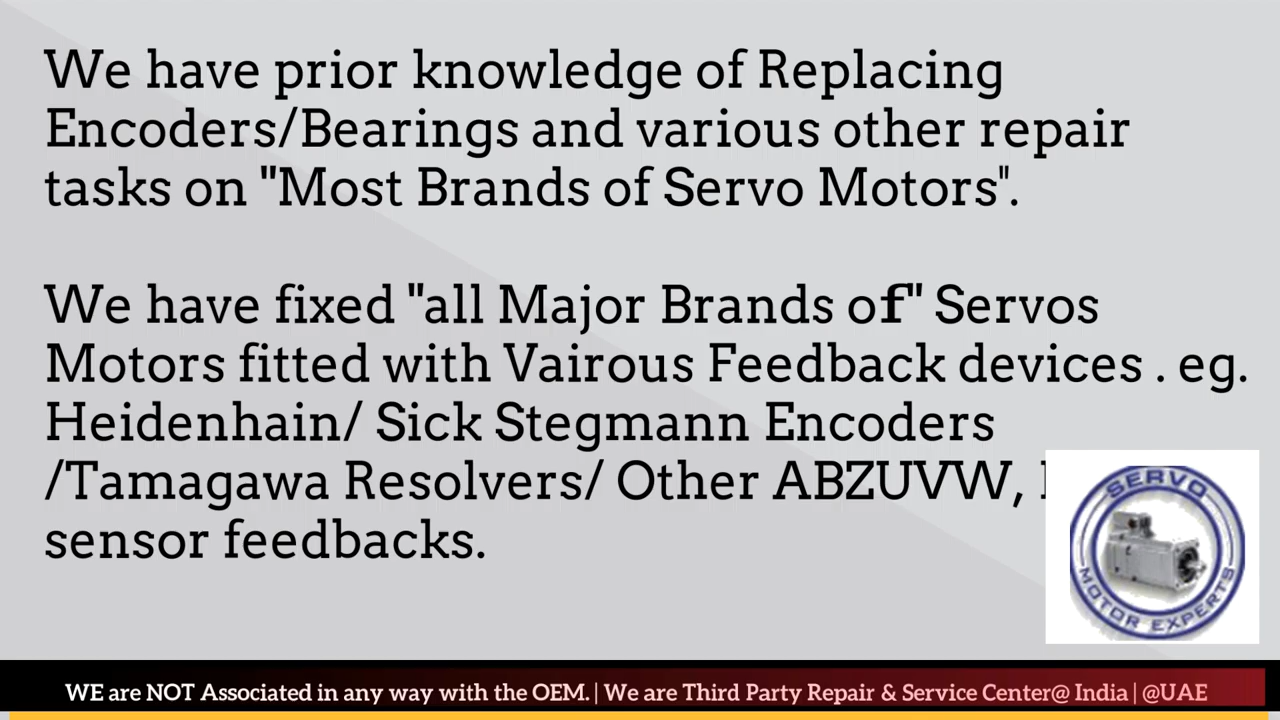 We have prior knowledge of Replacing
Encoders/Bearings and various other repair
tasks on "Most Brands of Servo Motors".
We have fixed "all Major Brands of" Servos
Motors fitted with Vairous Feedback devices . eg.
Heidenhain/ Sick Stegmann Encoders
/Tamagawa Resolvers/ Other ABZUVW,
sensor feedbacks.
SERVO
MOTOR EXPERTS
WE are NOT Associated in any way with the OEM. | We are Third Party Repair & Service Center@ India | @UAE